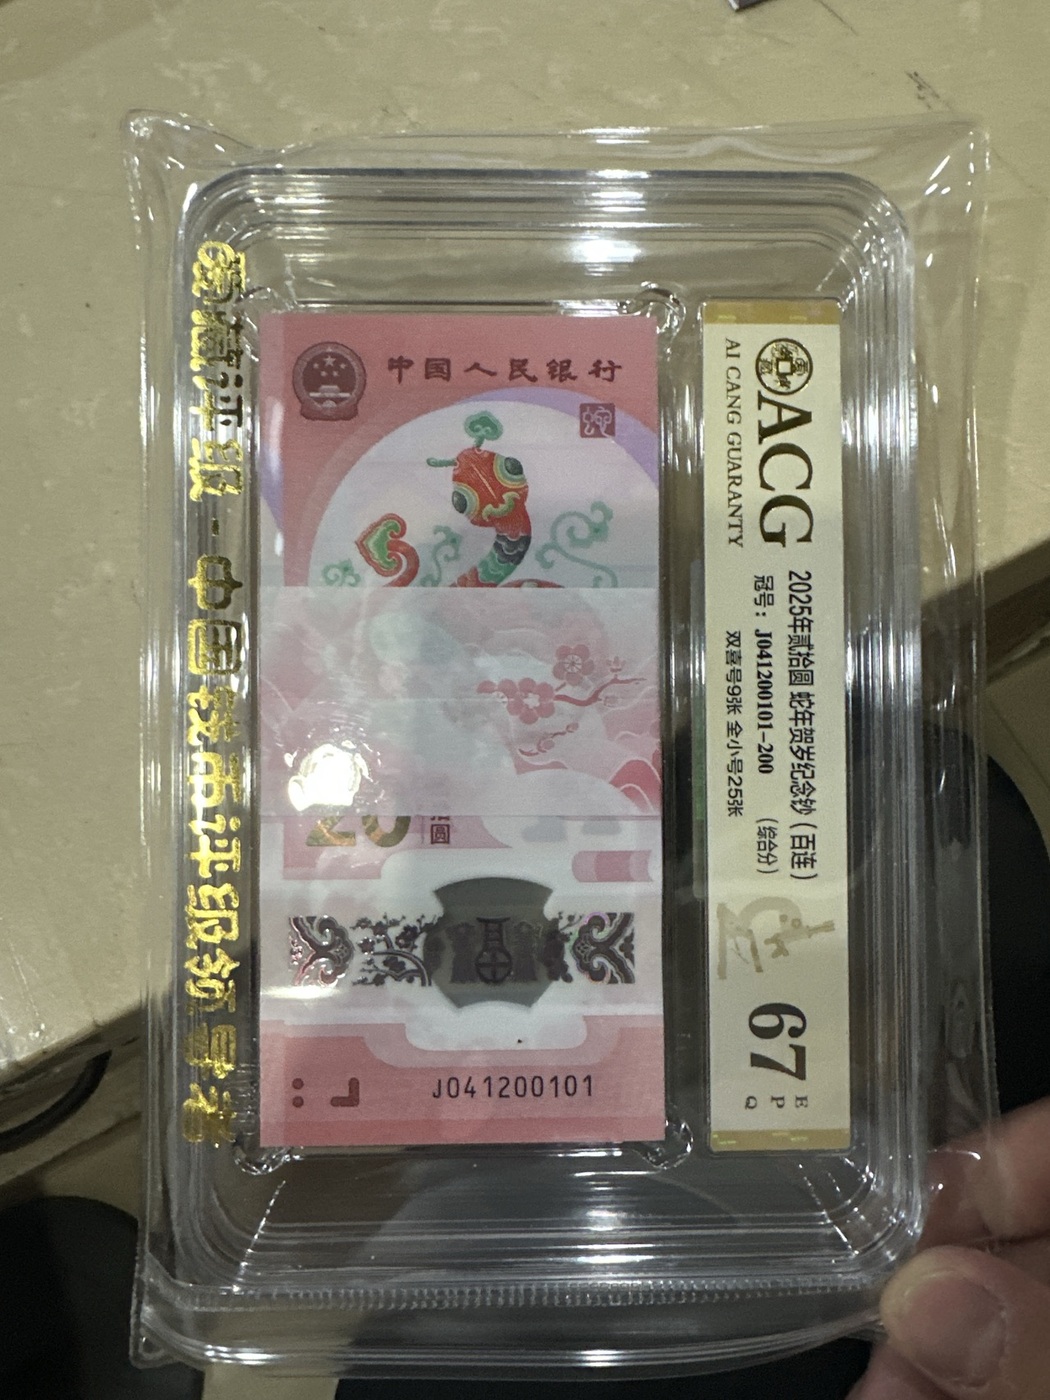 爱藏评级-中国钱币评级领导者
中国人民银行
20
圆
J041200101
ACG
AI CANG GUARANTY
2025年贰拾圆 蛇年贺岁纪念钞（百连）
冠号：J041200101-200 （综合分）
双喜号9张 全小号25张
67
E
P
Q